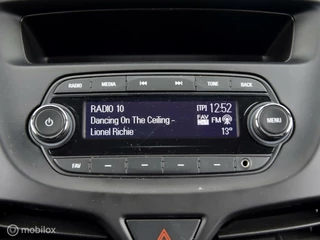 RADIO
MEDIA
TONE
BACK
RADIO 10
[TP] 12:52
Dancing On The Ceiling -
FAV
FM
Lionel Richie
13°
MENU
FAV
mobilox